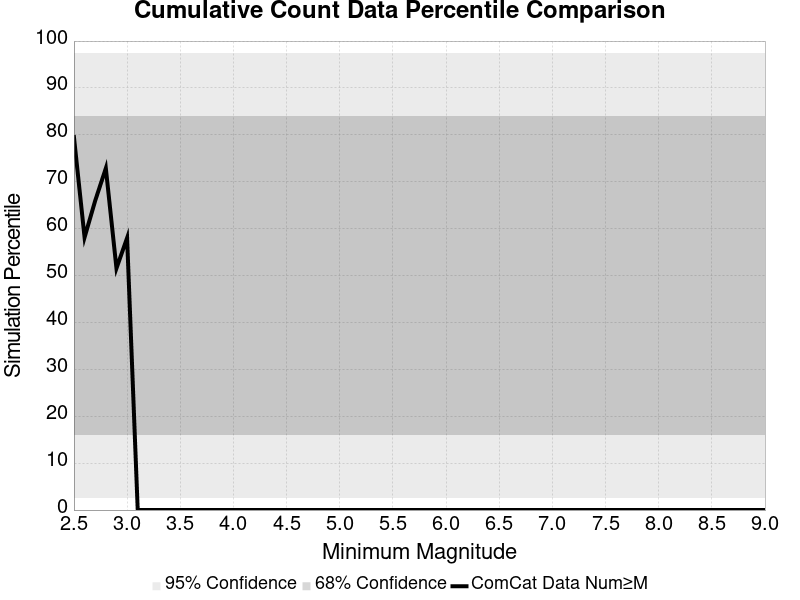 Cumulative Count Data Percentile Comparison
100
90
80
70
60
50
40
30
20
10
0
Simulation Percentile
2.5 3.0 3.5 4.0 4.5 5.0 5.5 6.0 6.5 7.0 7.5 8.0 8.5 9.0
Minimum Magnitude
95% Confidence 68% Confidence ComCat Data Num≥M